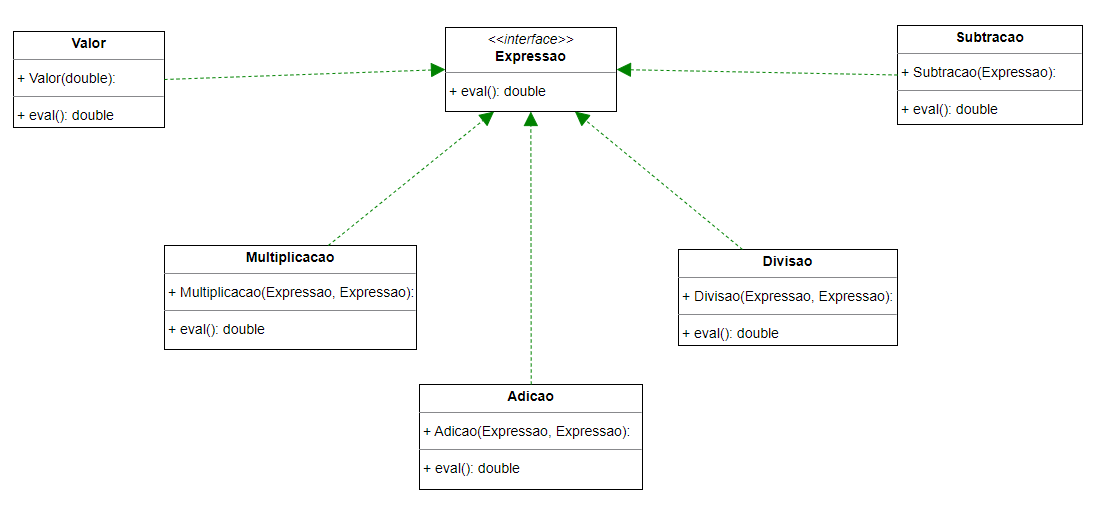 Valor
+ Valor(double):
+ eval(): double
<<interface>>
Expressao
+ eval(): double
Subtracao
+ Subtracao(Expressao):
+ eval(): double
Multiplicacao
+ Multiplicacao(Expressao, Expressao):
+ eval(): double
Divisao
+ Divisao(Expressao, Expressao):
+ eval(): double
Adicao
+ Adicao(Expressao, Expressao):
+ eval(): double